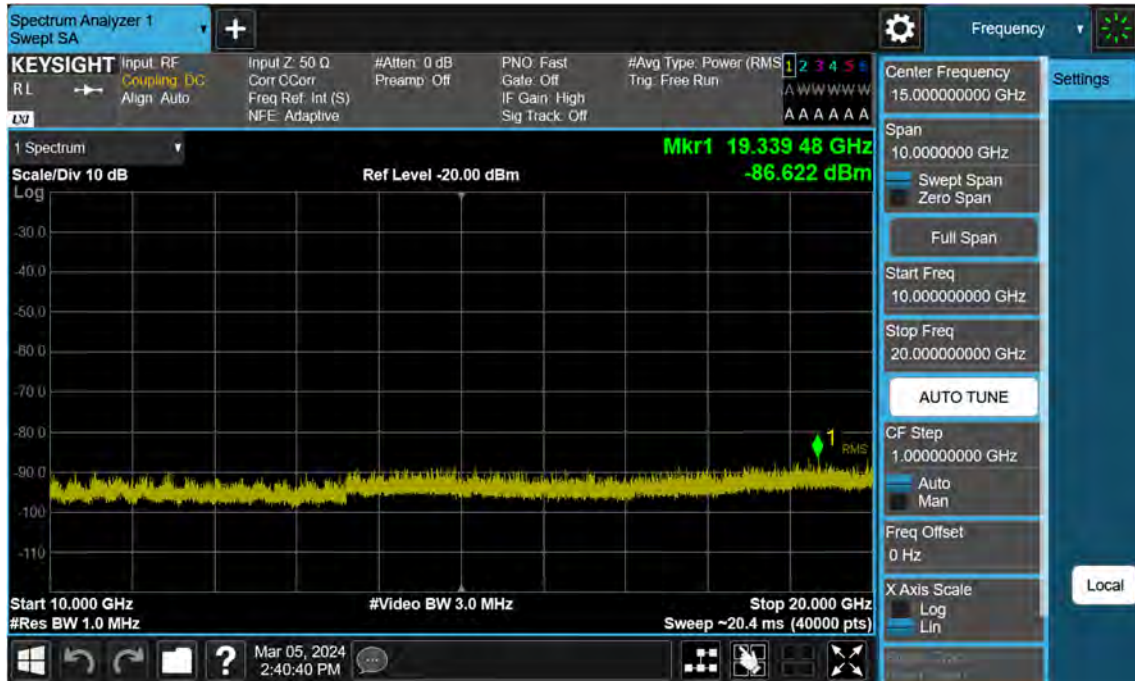 Spectrum Analyzer 1
Swept SA
Frequency
KEYSIGHT
R L
LXI
Input: RF
Coupling: DC
Align: Auto
Input Z: 50 Ω
Corr CCorr
Freq Ref: Int (S)
NFE: Adaptive
#Atten: 0 dB
Preamp: Off
PNO: Fast
Gate: Off
IF Gain: High
Sig Track: Off
#Avg Type: Power (RMS
Trig: Free Run
1 2 3 4 5 6
A W W W W W
A A A A A A
1 Spectrum
Scale/Div 10 dB
Ref Level -20.00 dBm
Mkr1 19.339 48 GHz
-86.622 dBm
Log
-30.0
-40.0
-50.0
-60.0
-70.0
-80.0
-90.0
-100
-110
1
RMS
Start 10.000 GHz
#Video BW 3.0 MHz
Stop 20.000 GHz
#Res BW 1.0 MHz
Sweep ~20.4 ms (40000 pts)
Mar 05, 2024
2:40:40 PM
Center Frequency
15.000000000 GHz
Settings
Span
10.0000000 GHz
Swept Span
Zero Span
Full Span
Start Freq
10.000000000 GHz
Stop Freq
20.000000000 GHz
AUTO TUNE
CF Step
1.000000000 GHz
Auto
Man
Freq Offset
0 Hz
X Axis Scale
Log
Lin
Local